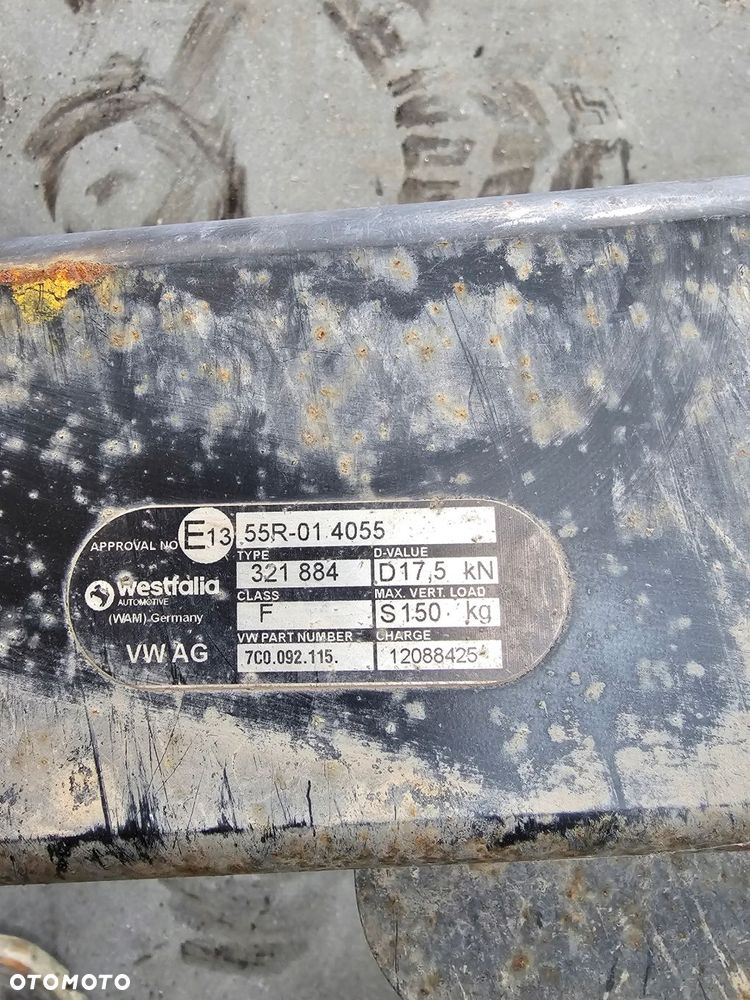 APPROVAL NO E13 55R-01 4055
TYPE D-VALUE
321 884 D17,5 kN
westfalia
AUTOMOTIVE
(WAM) Germany
CLASS MAX. VERT. LOAD
F S150 kg
VW PART NUMBER CHARGE
VW AG 7C0.092.115. 12088425
OTOMOTO